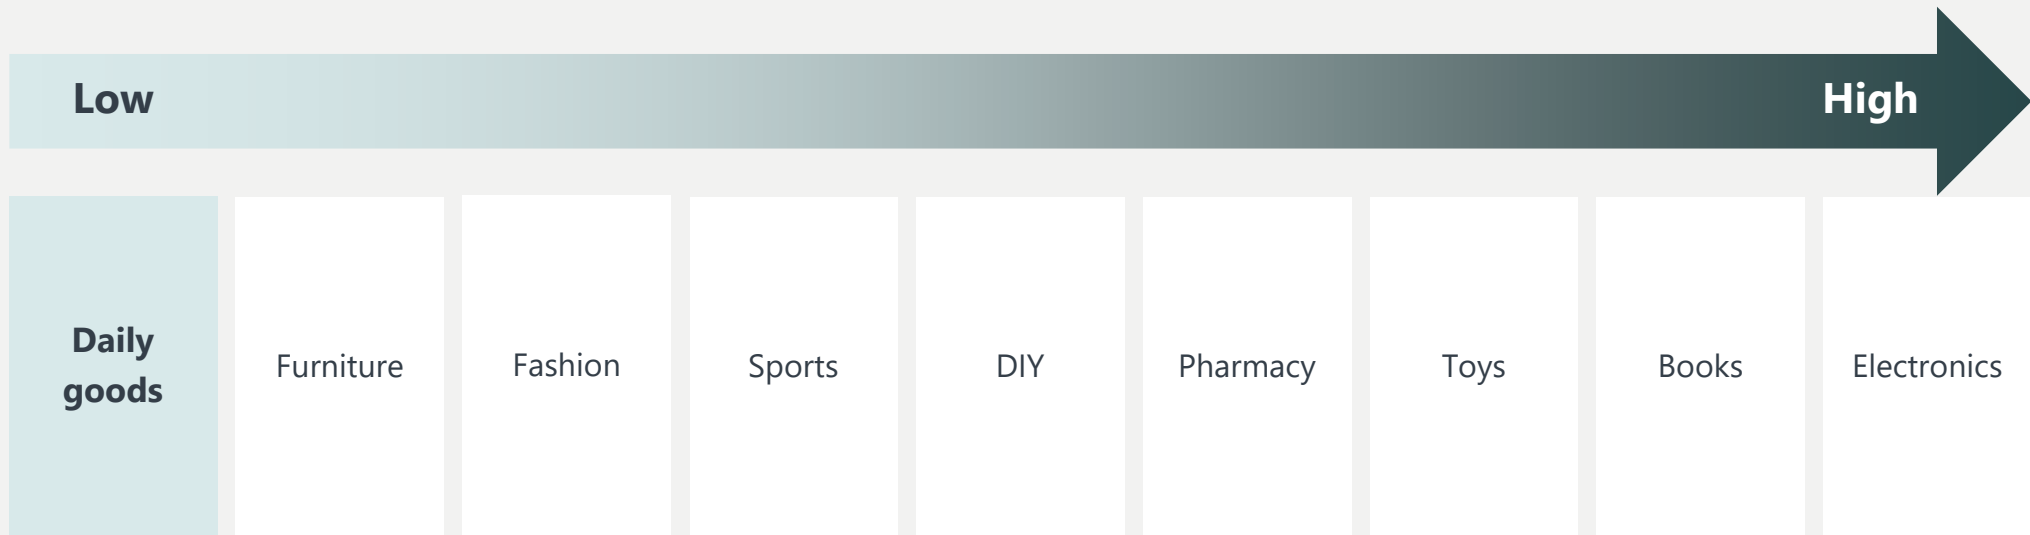 Low
High
Daily
goods
Furniture
Fashion
Sports
DIY
Pharmacy
Toys
Books
Electronics